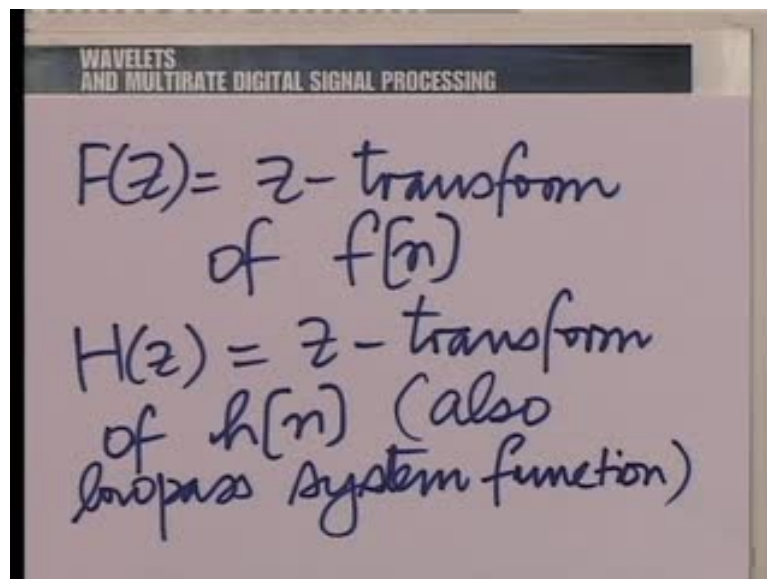 WAVELETS
AND MULTIRATE DIGITAL SIGNAL PROCESSING
F(Z) = z - transform
of f[n]
H(z) = z - transform
of h[n] (also
lowpass system function)